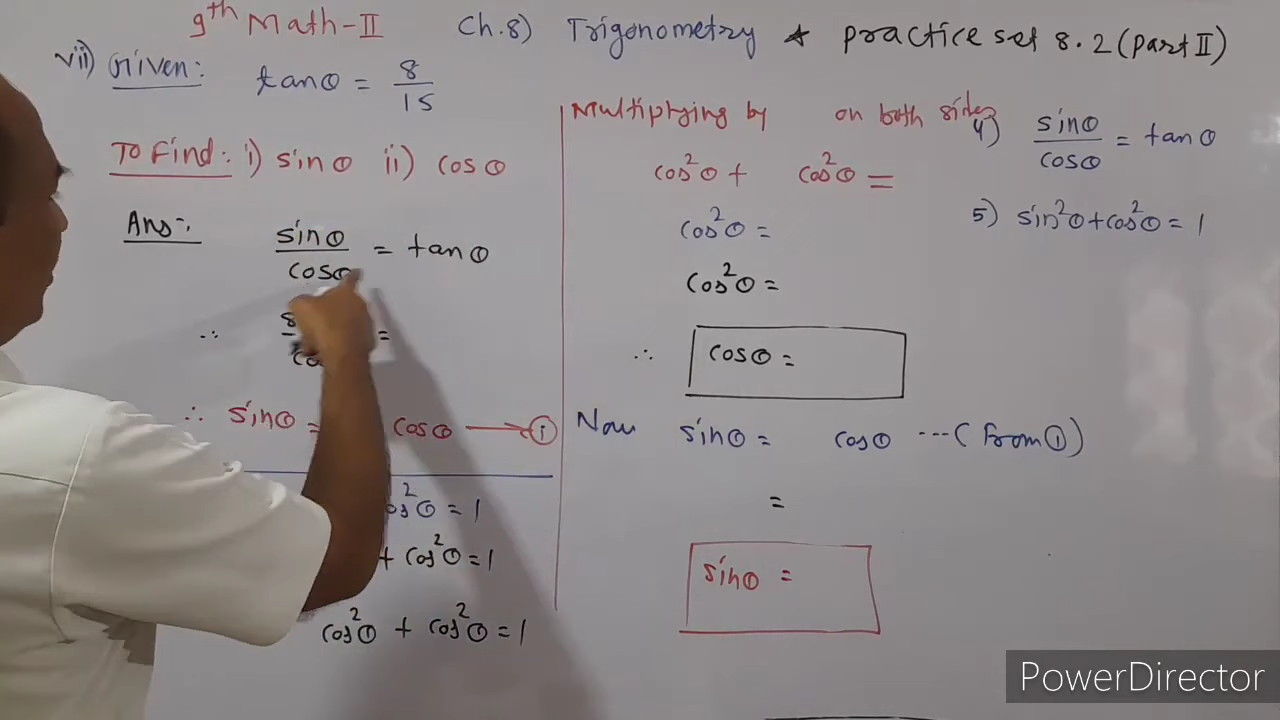 9th Math-II Ch.8) Trigonometry ★ practice set 8.2 (part II)
vii) Given: tanθ = 8/15
To Find: i) sinθ ii) cosθ
Ans:-
sinθ/cosθ = tanθ
∴ =
∴ sinθ = cosθ → (i)
cos²θ = 1
+ cos²θ = 1
cos²θ + cos²θ = 1
Multiplying by on both sides
cos²θ + cos²θ =
cos²θ =
cos²θ =
∴ cosθ =
Now sinθ = cosθ ---( From ①)
=
sinθ =
4) sinθ/cosθ = tanθ
5) sin²θ + cos²θ = 1
PowerDirector